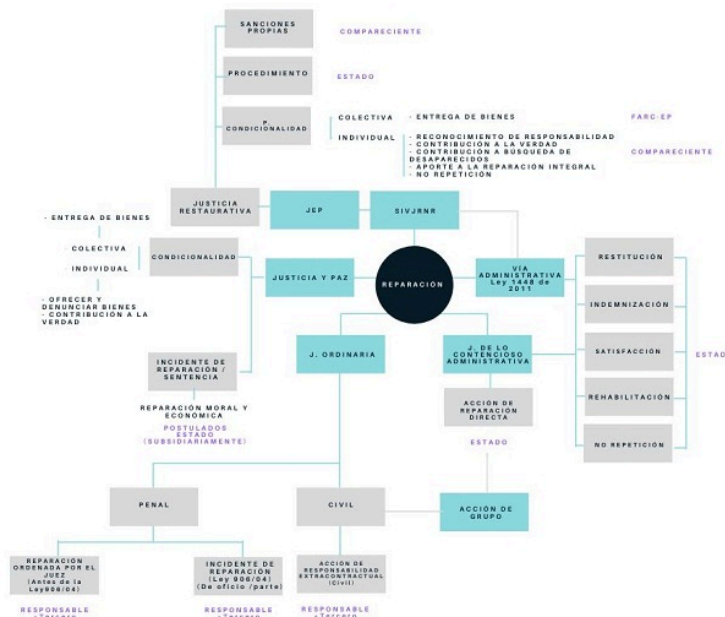 SANCIONES
PROPIAS
COMPARECIENTE
PROCEDIMIENTO
ESTADO
P.
CONDICIONALIDAD
COLECTIVA
- ENTREGA DE BIENES
FARC-EP
INDIVIDUAL
- RECONOCIMIENTO DE RESPONSABILIDAD
- CONTRIBUCIÓN A LA VERDAD
- CONTRIBUCIÓN A BÚSQUEDA DE
DESAPARECIDOS
- APORTE A LA REPARACIÓN INTEGRAL
- NO REPETICIÓN
COMPARECIENTE
JUSTICIA
RESTAURATIVA
JEP
SIVJRNR
- ENTREGA DE BIENES
COLECTIVA
INDIVIDUAL
- OFRECER Y
DENUNCIAR BIENES
- CONTRIBUCIÓN A LA
VERDAD
CONDICIONALIDAD
JUSTICIA Y PAZ
REPARACIÓN
VÍA
ADMINISTRATIVA
Ley 1448 de
2011
RESTITUCIÓN
INDEMNIZACIÓN
SATISFACCIÓN
REHABILITACIÓN
NO REPETICIÓN
ESTADO
INCIDENTE DE
REPARACIÓN /
SENTENCIA
REPARACIÓN MORAL Y
ECONÓMICA
POSTULADOS
ESTADO
(SUBSIDIARIAMENTE)
J. ORDINARIA
J. DE LO
CONTENCIOSO
ADMINISTRATIVA
ACCIÓN DE
REPARACIÓN
DIRECTA
ESTADO
PENAL
CIVIL
ACCIÓN DE
GRUPO
REPARACIÓN
ORDENADA POR EL
JUEZ
(Antes de la
Ley906/04)
RESPONSABLE
+Tercero
INCIDENTE DE
REPARACIÓN
(Ley 906/04)
(De oficio /parte)
RESPONSABLE
+Tercero
ACCIÓN DE
RESPONSABILIDAD
EXTRACONTRACTUAL
(Civil)
RESPONSABLE
+Tercero